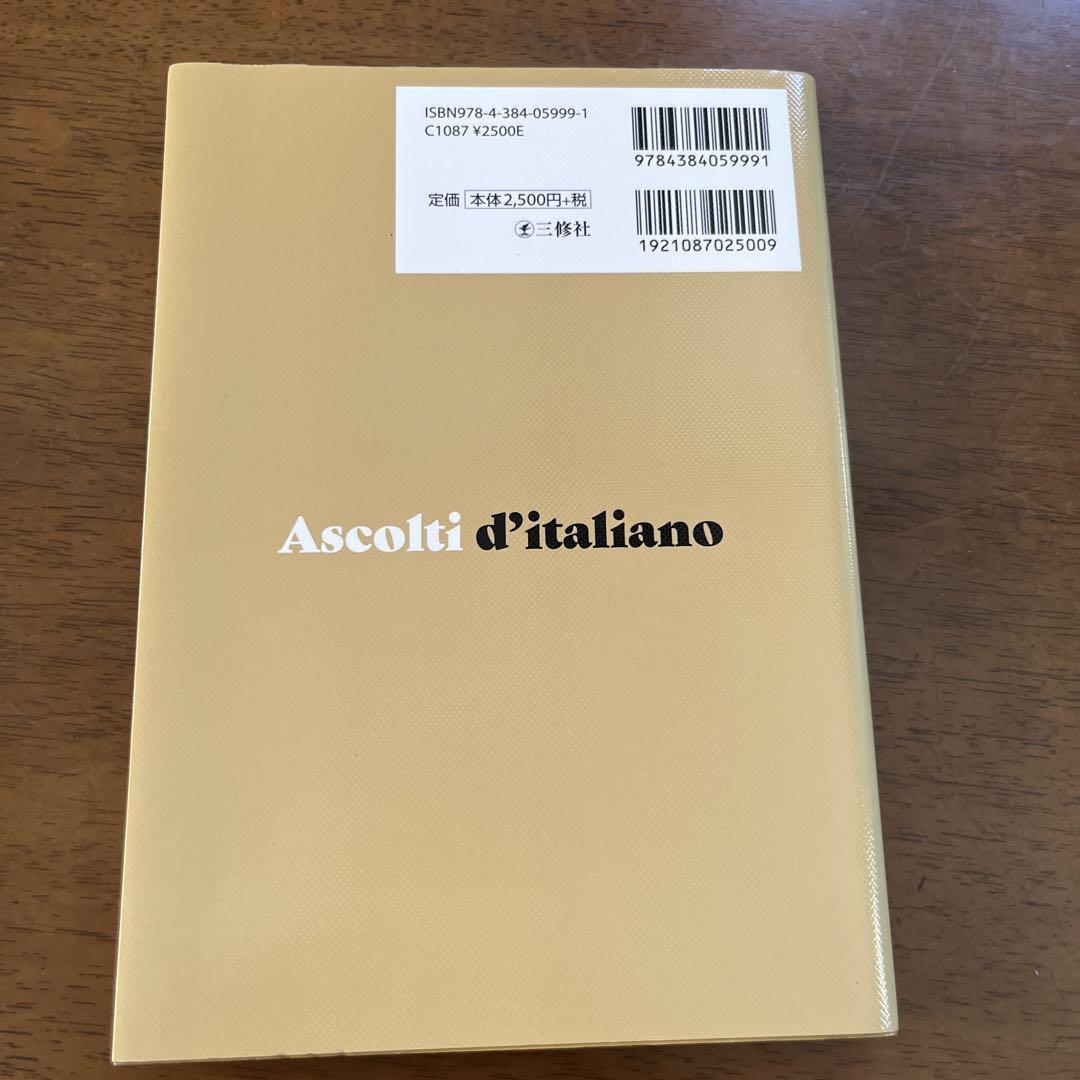 ISBN978-4-384-05999-1
C1087 ¥2500E
9784384059991
定価 本体2,500円+税
三修社
1921087025009
Ascolti d’italiano